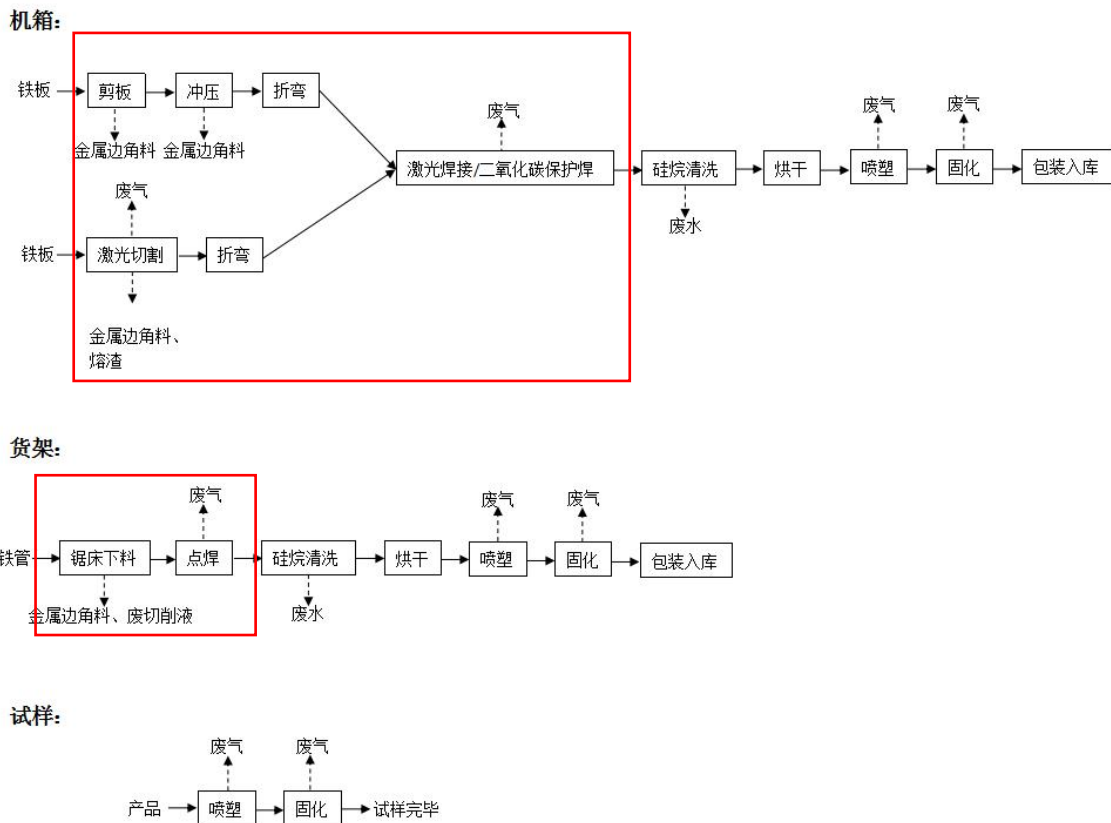 机箱：
铁板
剪板
冲压
折弯
金属边角料
金属边角料
废气
铁板
激光切割
折弯
金属边角料、
熔渣
废气
激光焊接/二氧化碳保护焊
硅烷清洗
废水
烘干
废气
喷塑
废气
固化
包装入库
货架：
铁管
锯床下料
金属边角料、废切削液
废气
点焊
硅烷清洗
废水
烘干
废气
喷塑
废气
固化
包装入库
试样：
废气
废气
产品
喷塑
固化
试样完毕